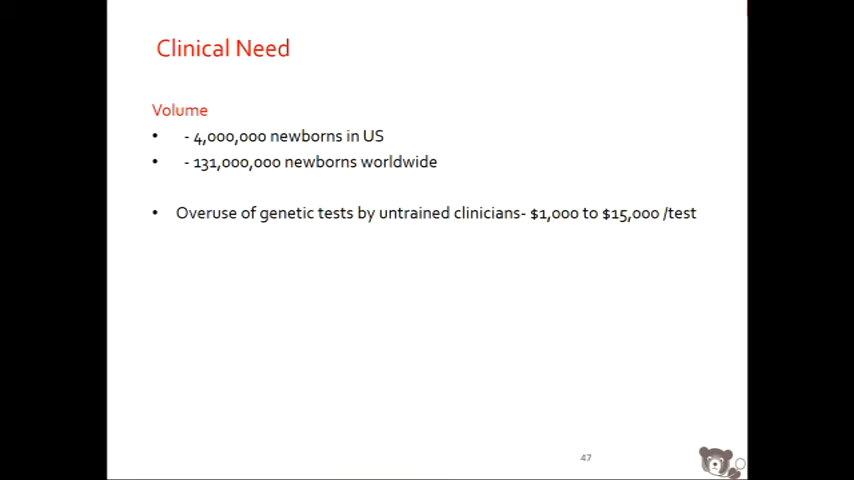 Clinical Need
Volume
• - 4,000,000 newborns in US
• - 131,000,000 newborns worldwide
• Overuse of genetic tests by untrained clinicians- $1,000 to $15,000 /test
47